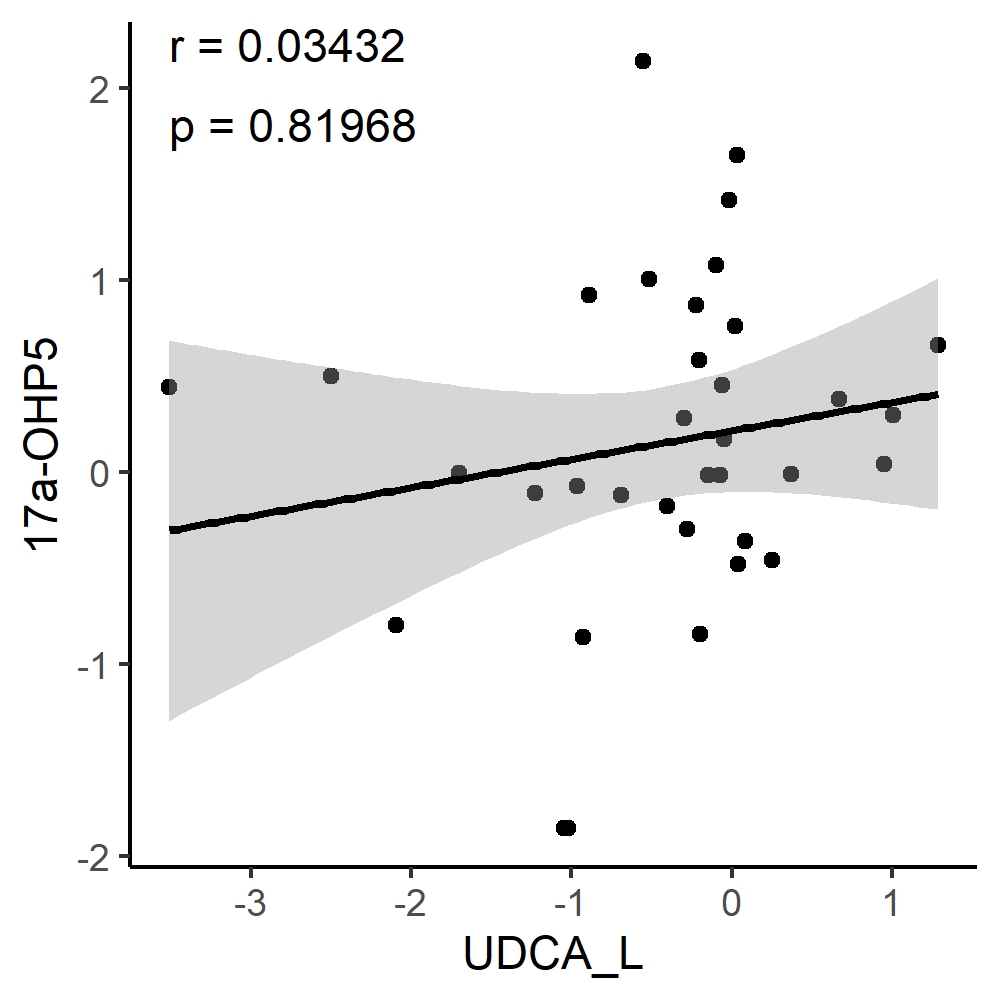 r = 0.03432
p = 0.81968
2
1
0
-1
-2
17a-OHP5
-3 -2 -1 0 1
UDCA_L